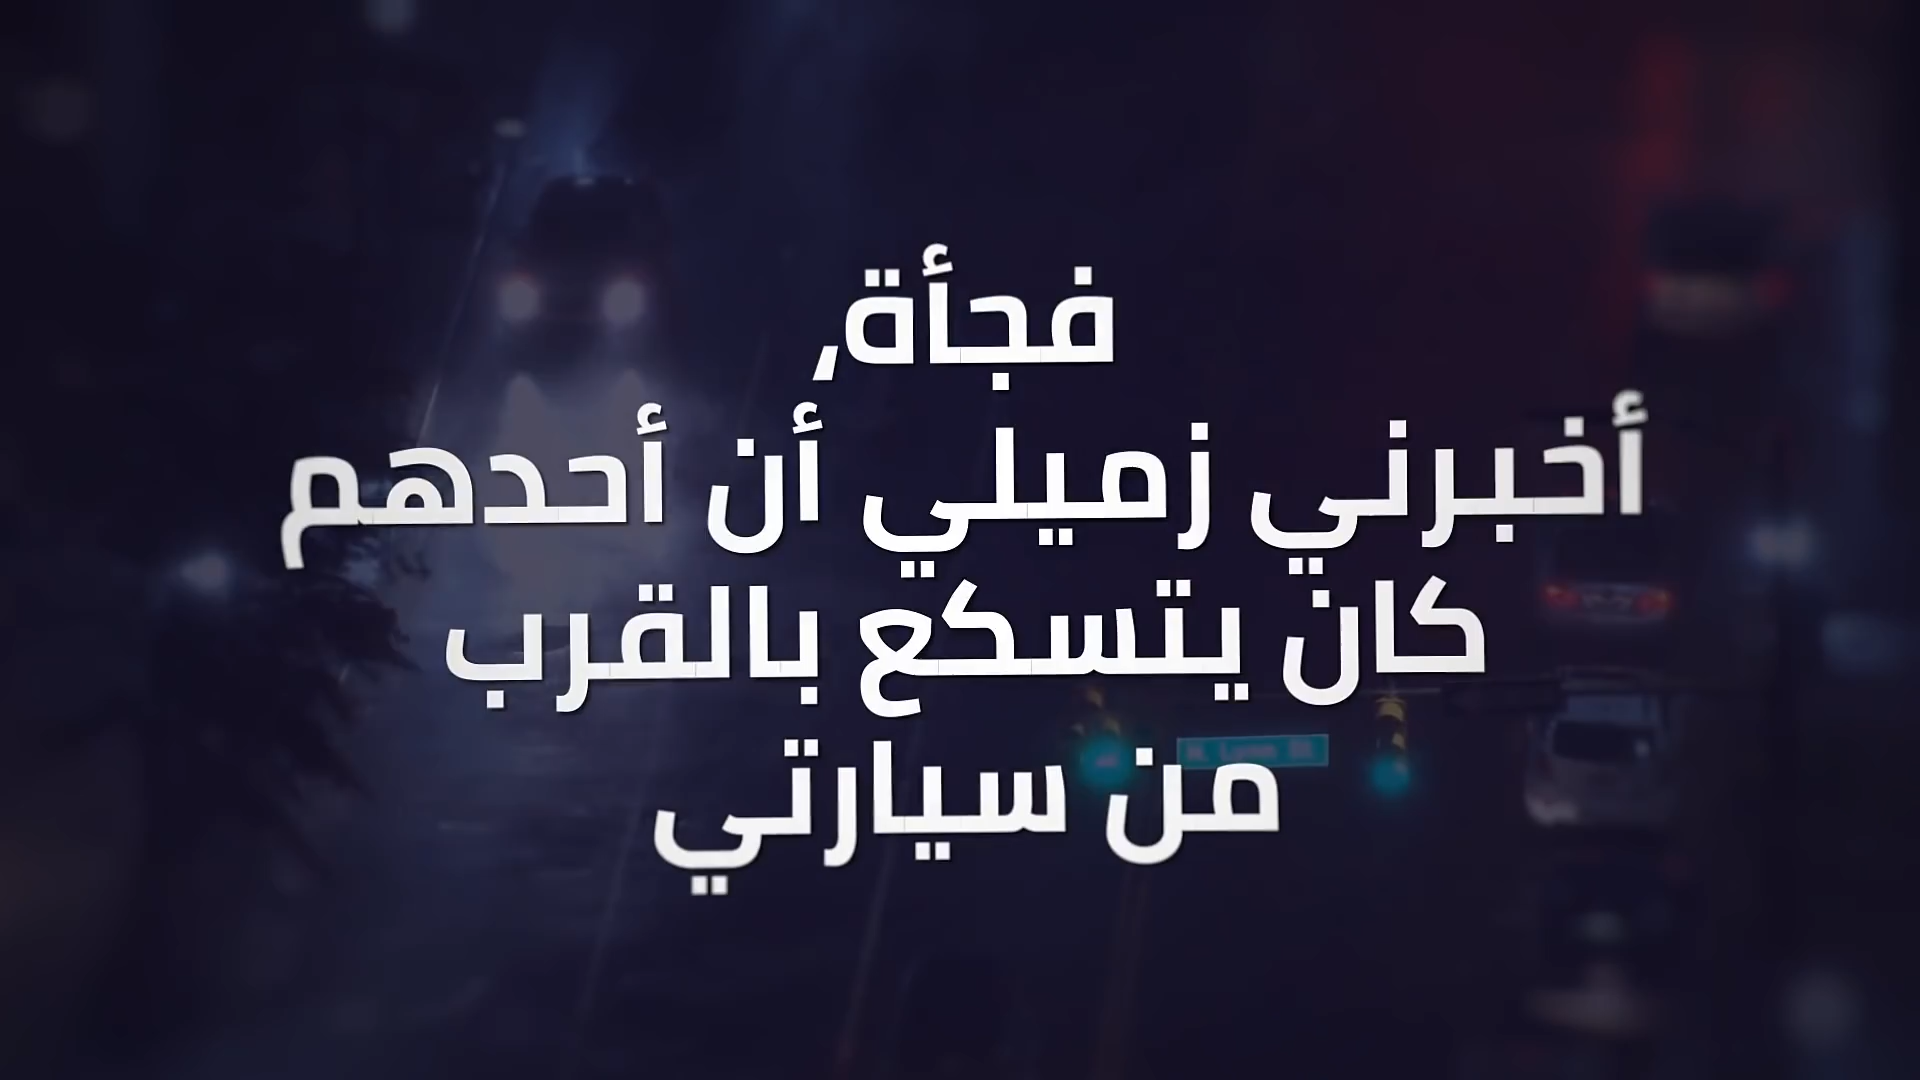 فجأة,
أخبرني زميلي أن أحدهم
كان يتسكع بالقرب
من سيارتي